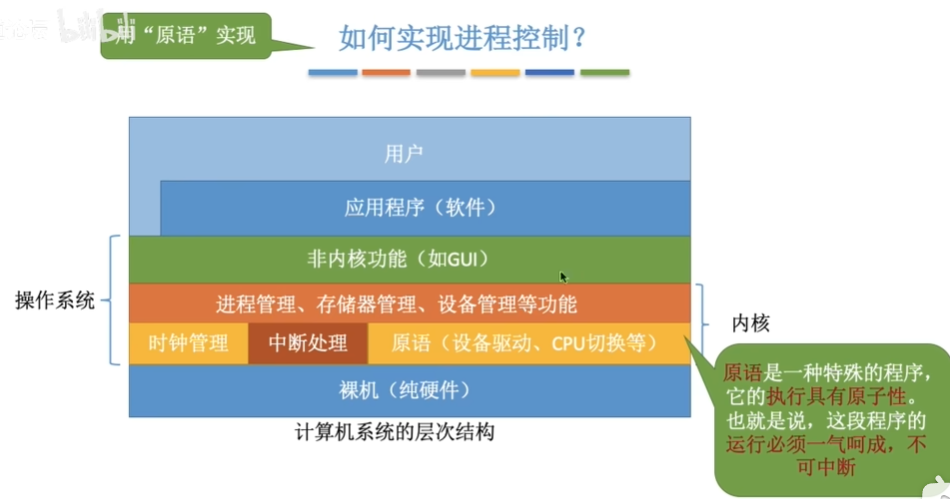 用“原语”实现
如何实现进程控制？
用户
应用程序（软件）
非内核功能（如GUI）
操作系统
进程管理、存储器管理、设备管理等功能
内核
时钟管理
中断处理
原语（设备驱动、CPU切换等）
裸机（纯硬件）
计算机系统的层次结构
原语是一种特殊的程序，
它的执行具有原子性。
也就是说，这段程序的
运行必须一气呵成，不
可中断